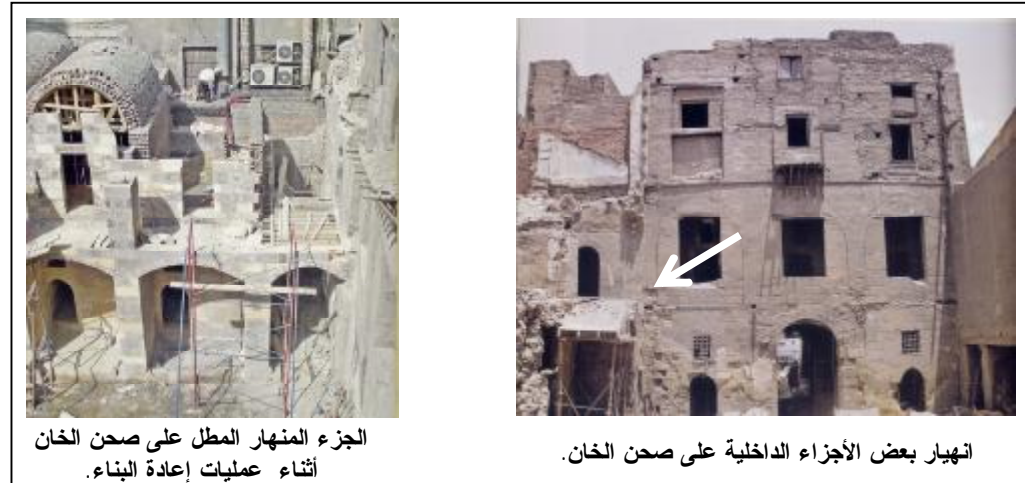 انهيار بعض الأجزاء الداخلية على صحن الخان.
الجزء المنهار المطل على صحن الخان
أثناء عمليات إعادة البناء.